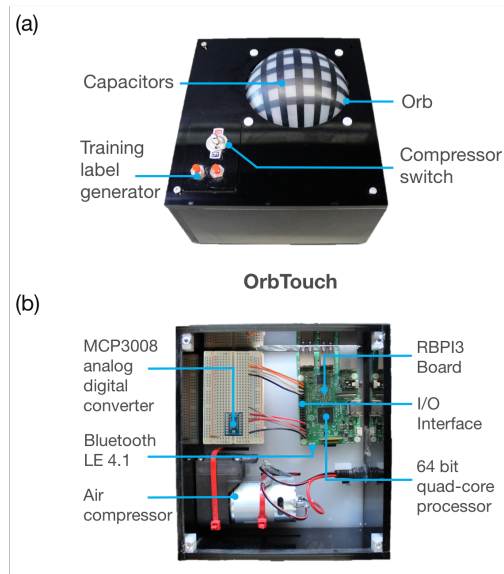 (a)
Capacitors
Orb
Training
label
generator
Compressor
switch
OrbTouch
(b)
MCP3008
analog
digital
converter
RBPI3
Board
I/O
Interface
Bluetooth
LE 4.1
64 bit
quad-core
processor
Air
compressor